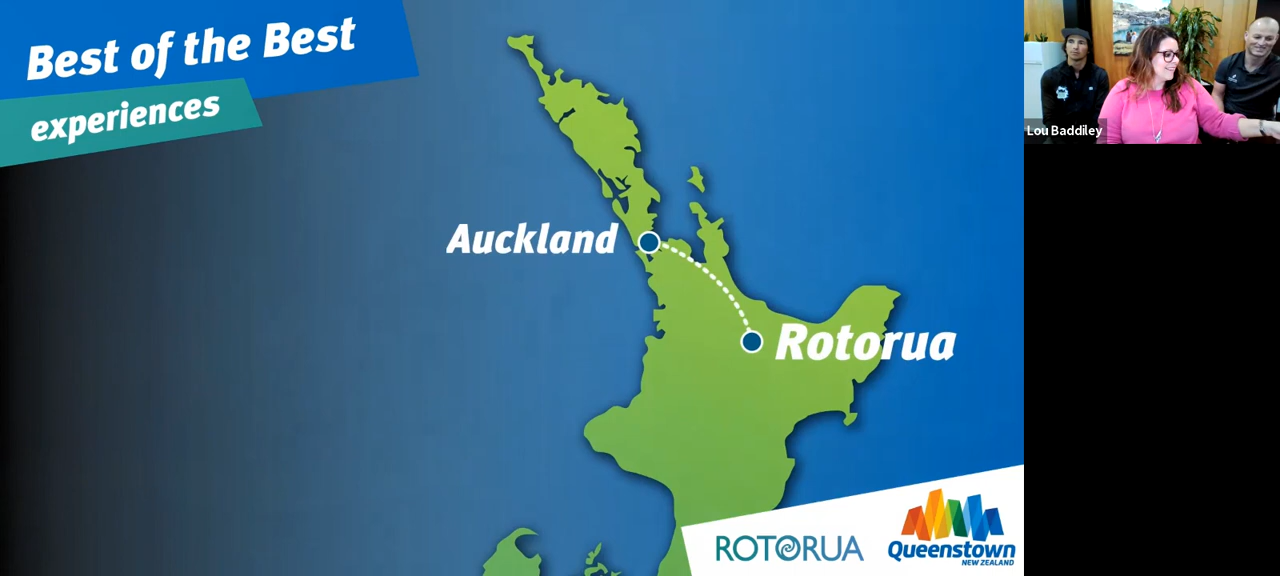 Best of the Best
experiences
Lou Baddiley
Auckland
Rotorua
ROTORUA
Queenstown
NEW ZEALAND